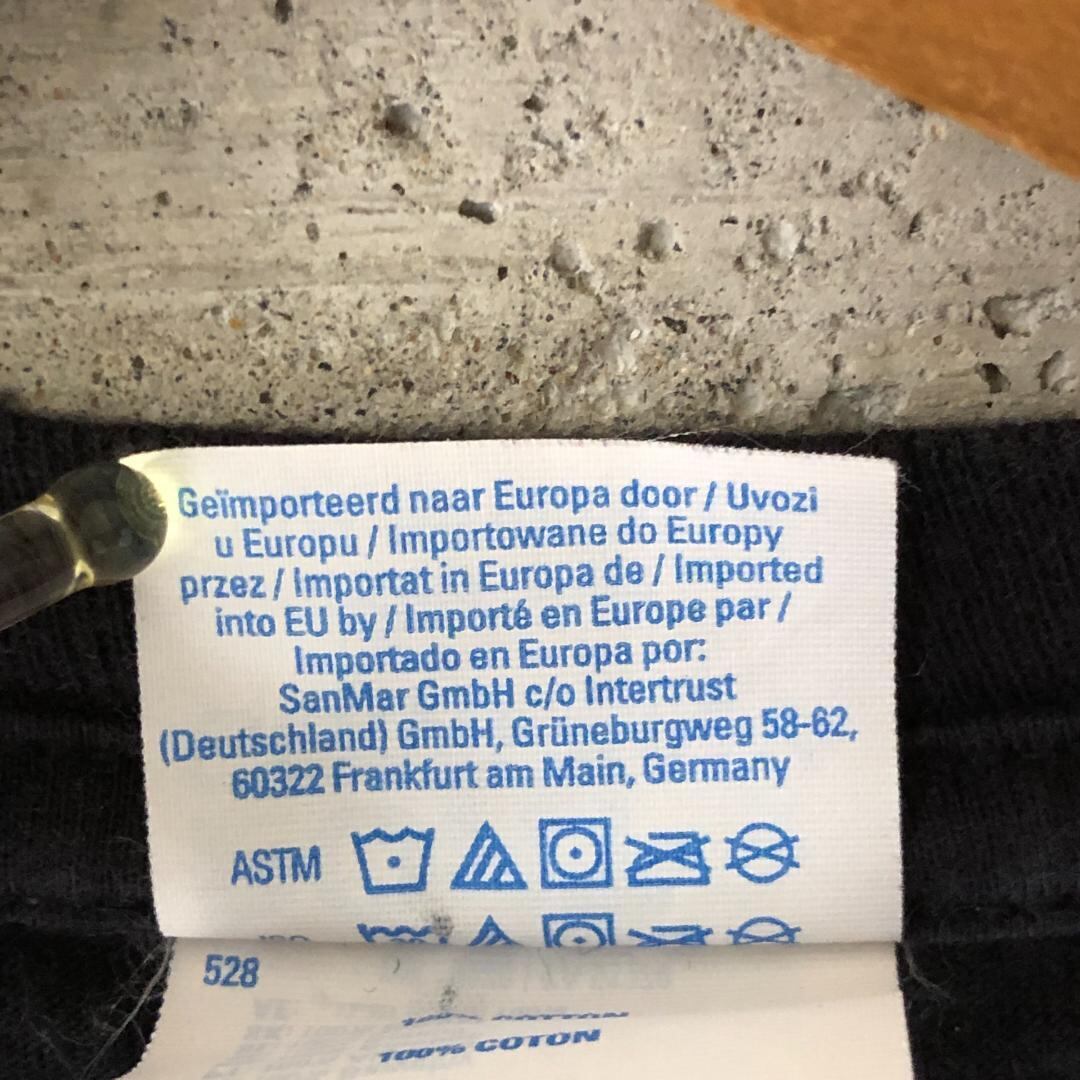 Geïmporteerd naar Europa door / Uvozi
u Europu / Importowane do Europy
przez / Importat in Europa de / Imported
into EU by / Importé en Europe par /
Importado en Europa por:
SanMar GmbH c/o Intertrust
(Deutschland) GmbH, Grüneburgweg 58-62,
60322 Frankfurt am Main, Germany
ASTM
528
100% COTON